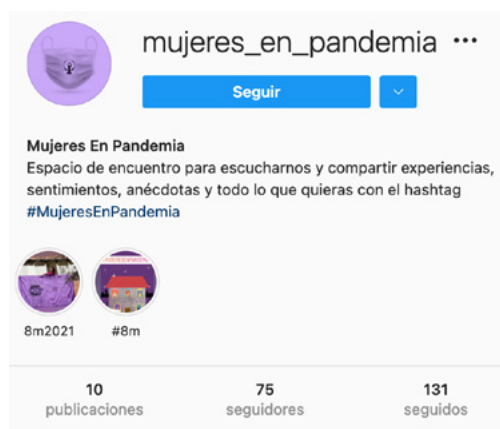 mujeres_en_pandemia
Seguir
Mujeres En Pandemia
Espacio de encuentro para escucharnos y compartir experiencias,
sentimientos, anécdotas y todo lo que quieras con el hashtag
#MujeresEnPandemia
8m2021 #8m
10 75 131
publicaciones seguidores seguidos